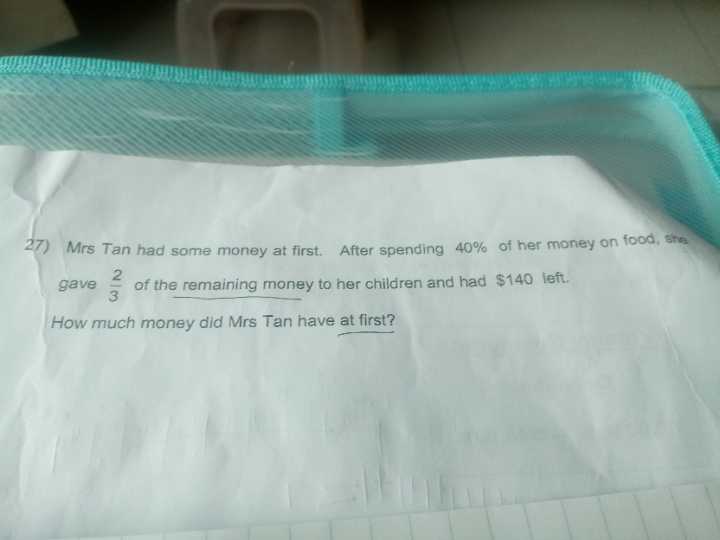 27) Mrs Tan had some money at first. After spending 40% of her money on food, she
gave 2/3 of the remaining money to her children and had $140 left.
How much money did Mrs Tan have at first?